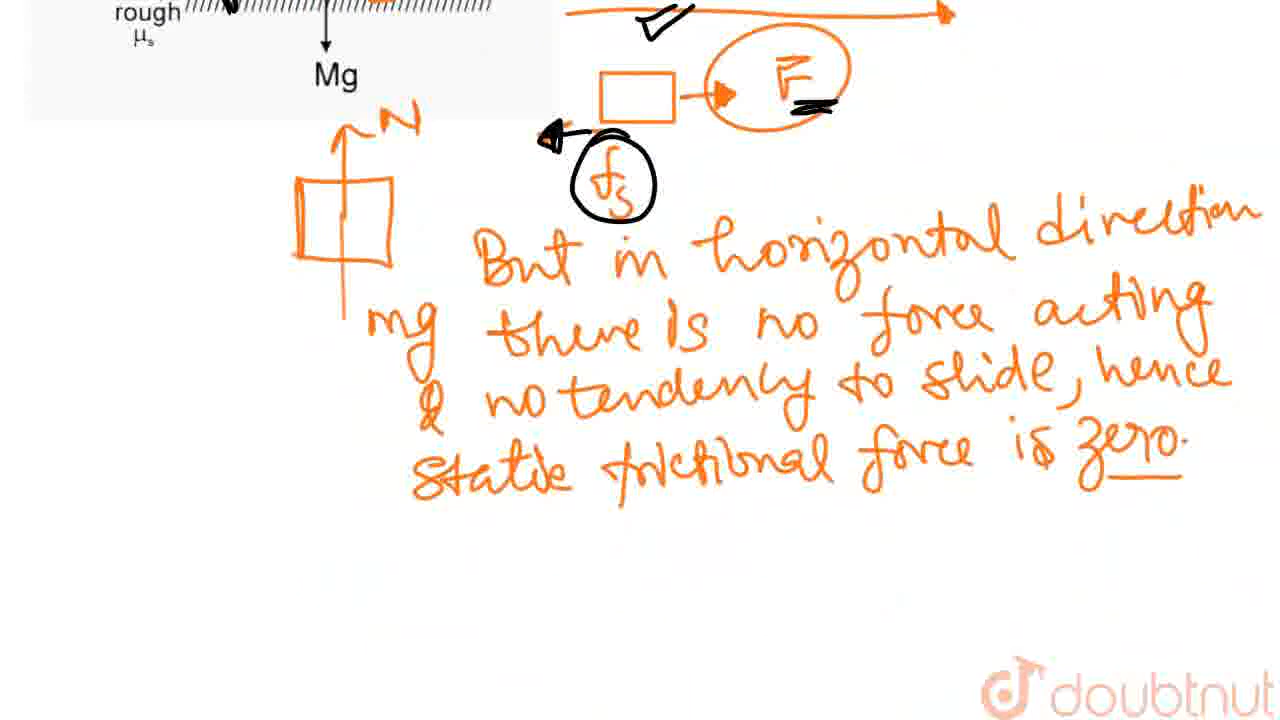 rough
μs
Mg
F
N
fs
But in horizontal direction
mg there is no force acting
& no tendency to slide, hence
static frictional force is zero.
doubtnut